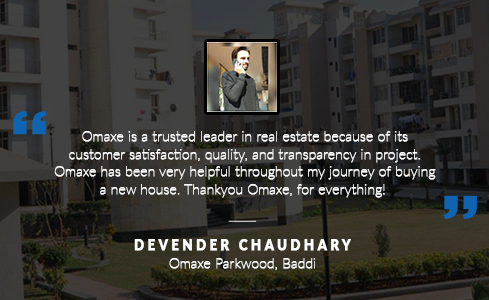 “
Omaxe is a trusted leader in real estate because of its
customer satisfaction, quality, and transparency in project.
Omaxe has been very helpful throughout my journey of buying
a new house. Thankyou Omaxe, for everything!
”
DEVENDER CHAUDHARY
Omaxe Parkwood, Baddi